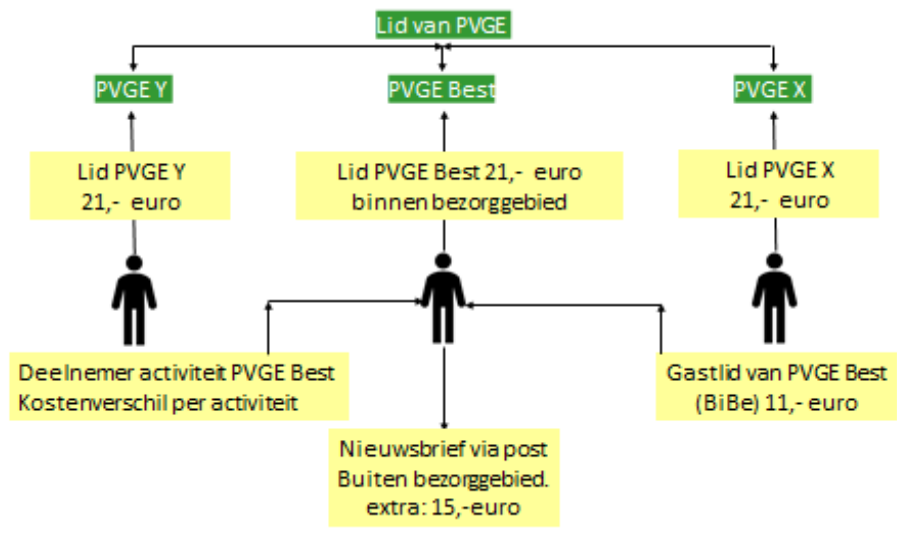 Lid van PVGE
PVGE Y
PVGE Best
PVGE X
Lid PVGE Y
21,- euro
Lid PVGE Best 21,- euro
binnen bezorggebied
Lid PVGE X
21,- euro
Deelnemer activiteit PVGE Best
Kostenverschil per activiteit
Gastlid van PVGE Best
(BiBe) 11,- euro
Nieuwsbrief via post
Buiten bezorggebied.
extra: 15,-euro